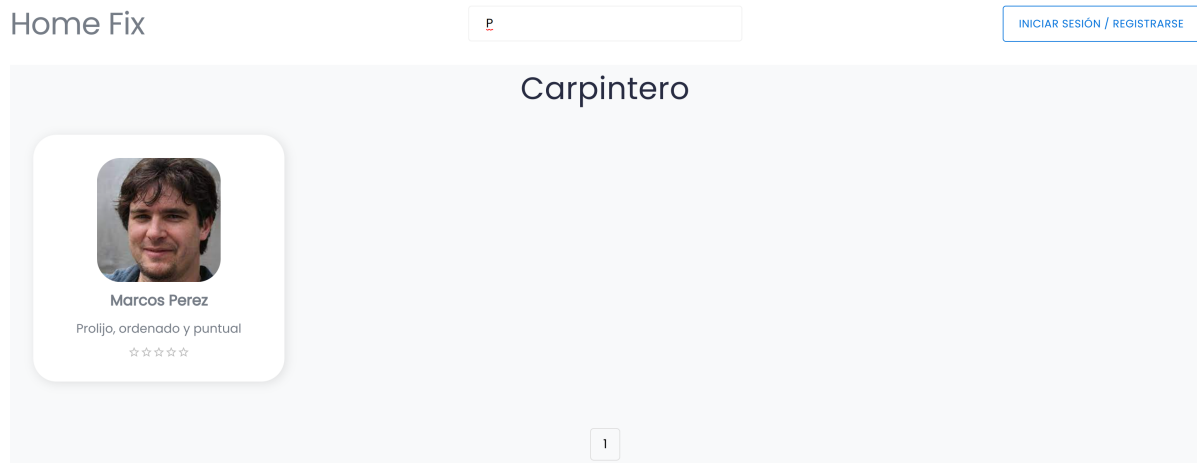 Home Fix
P
INICIAR SESIÓN / REGISTRARSE
Carpintero
Marcos Perez
Prolijo, ordenado y puntual
1